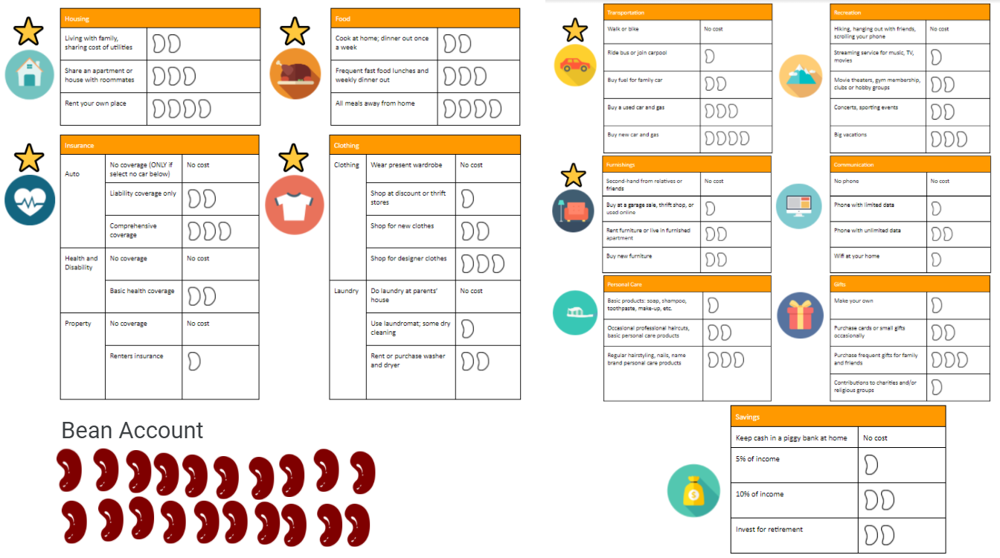 Housing
Living with family,
sharing cost of utilities
Share an apartment or
house with roommates
Rent your own place
Food
Cook at home; dinner out once
a week
Frequent fast food lunches and
weekly dinner out
All meals away from home
Insurance
Auto
No coverage (ONLY if
select no car below)
No cost
Liability coverage only
Comprehensive
coverage
Health and
Disability
No coverage
No cost
Basic health coverage
Property
No coverage
No cost
Renters insurance
Clothing
Clothing
Wear present wardrobe
No cost
Shop at discount or thrift
stores
Shop for new clothes
Shop for designer clothes
Laundry
Do laundry at parents'
house
No cost
Use laundromat; some dry
cleaning
Rent or purchase washer
and dryer
Bean Account
Transportation
Walk or bike
No cost
Ride bus or join carpool
Buy fuel for family car
Buy a used car and gas
Buy new car and gas
Recreation
Hiking, hanging out with friends,
scrolling your phone
No cost
Streaming service for music, TV,
movies
Movie theaters, gym membership,
clubs or hobby groups
Concerts, sporting events
Big vacations
Furnishings
Second-hand from relatives or
friends
No cost
Buy at a garage sale, thrift shop, or
used online
Rent furniture or live in furnished
apartment
Buy new furniture
Communication
No phone
No cost
Phone with limited data
Phone with unlimited data
Wifi at your home
Personal Care
Basic products: soap, shampoo,
toothpaste, make-up, etc.
Occasional professional haircuts,
basic personal care products
Regular hairstyling, nails, name
brand personal care products
Gifts
Make your own
Purchase cards or small gifts
occasionally
Purchase frequent gifts for family
and friends
Contributions to charities and/or
religious groups
Savings
Keep cash in a piggy bank at home
No cost
5% of income
10% of income
Invest for retirement